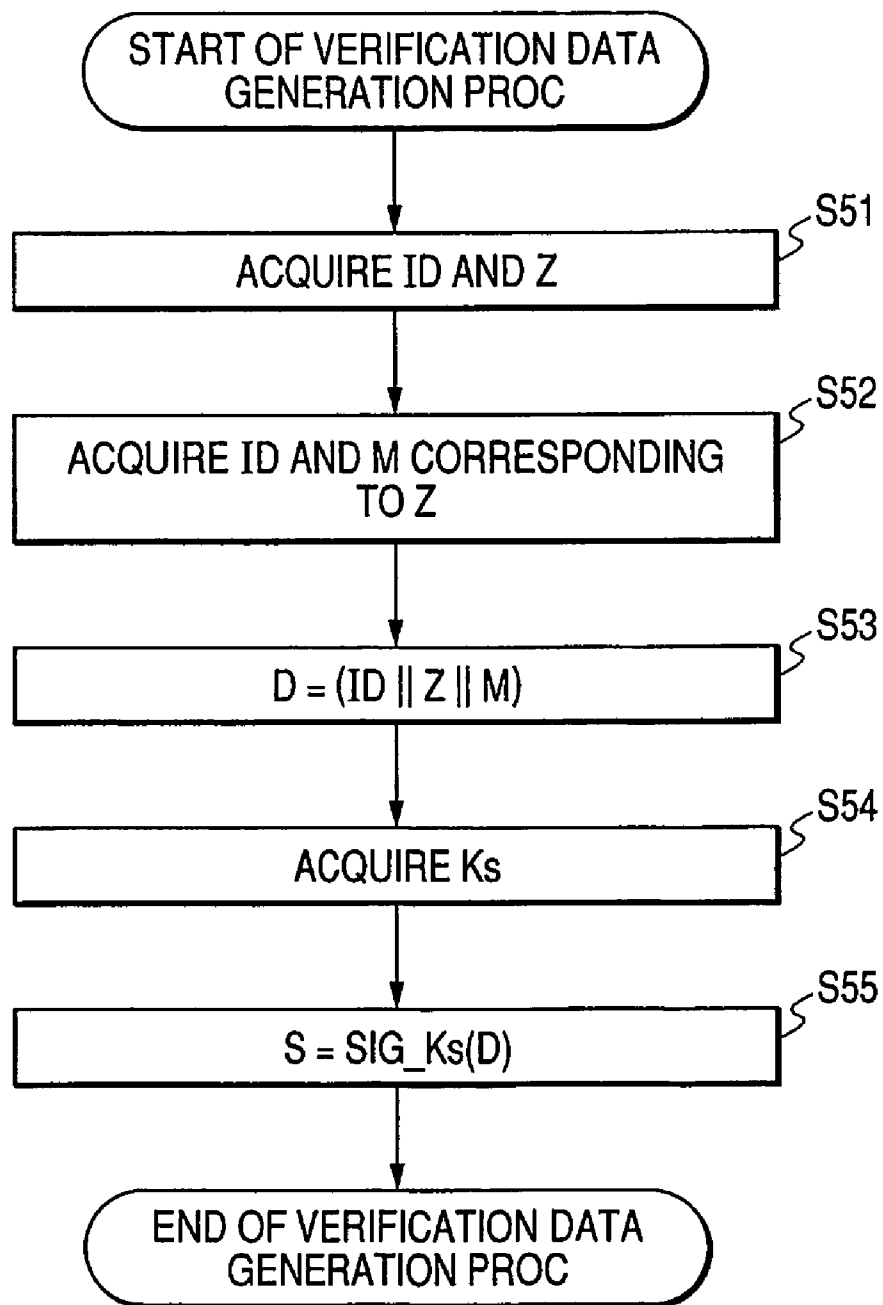 START OF VERIFICATION DATA
GENERATION PROC
S51
ACQUIRE ID AND Z
S52
ACQUIRE ID AND M CORRESPONDING
TO Z
S53
D = (ID || Z || M)
S54
ACQUIRE Ks
S55
S = SIG_Ks(D)
END OF VERIFICATION DATA
GENERATION PROC